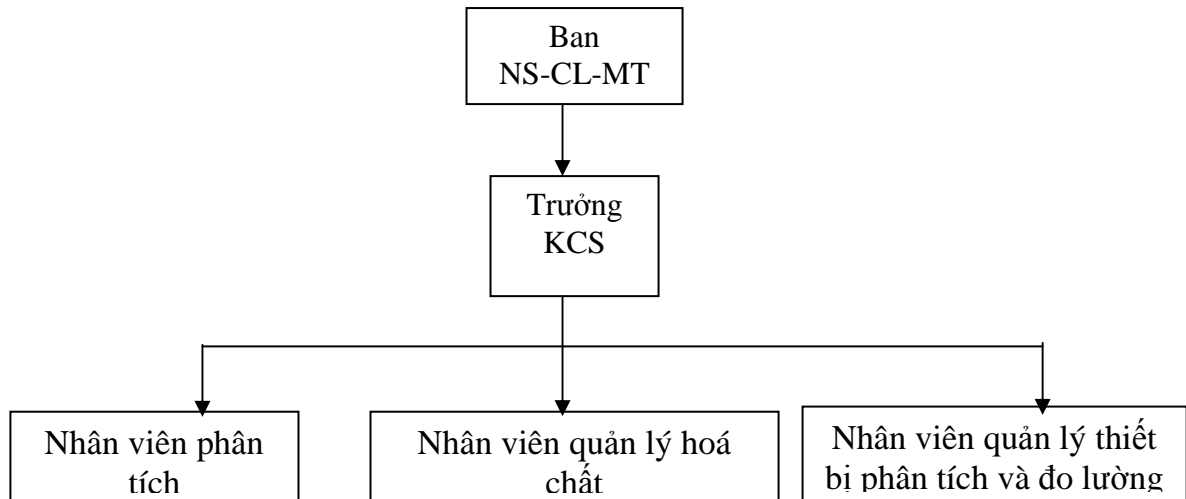 Ban
NS-CL-MT
Trưởng
KCS
Nhân viên phân
tích
Nhân viên quản lý hoá
chất
Nhân viên quản lý thiết
bị phân tích và đo lường